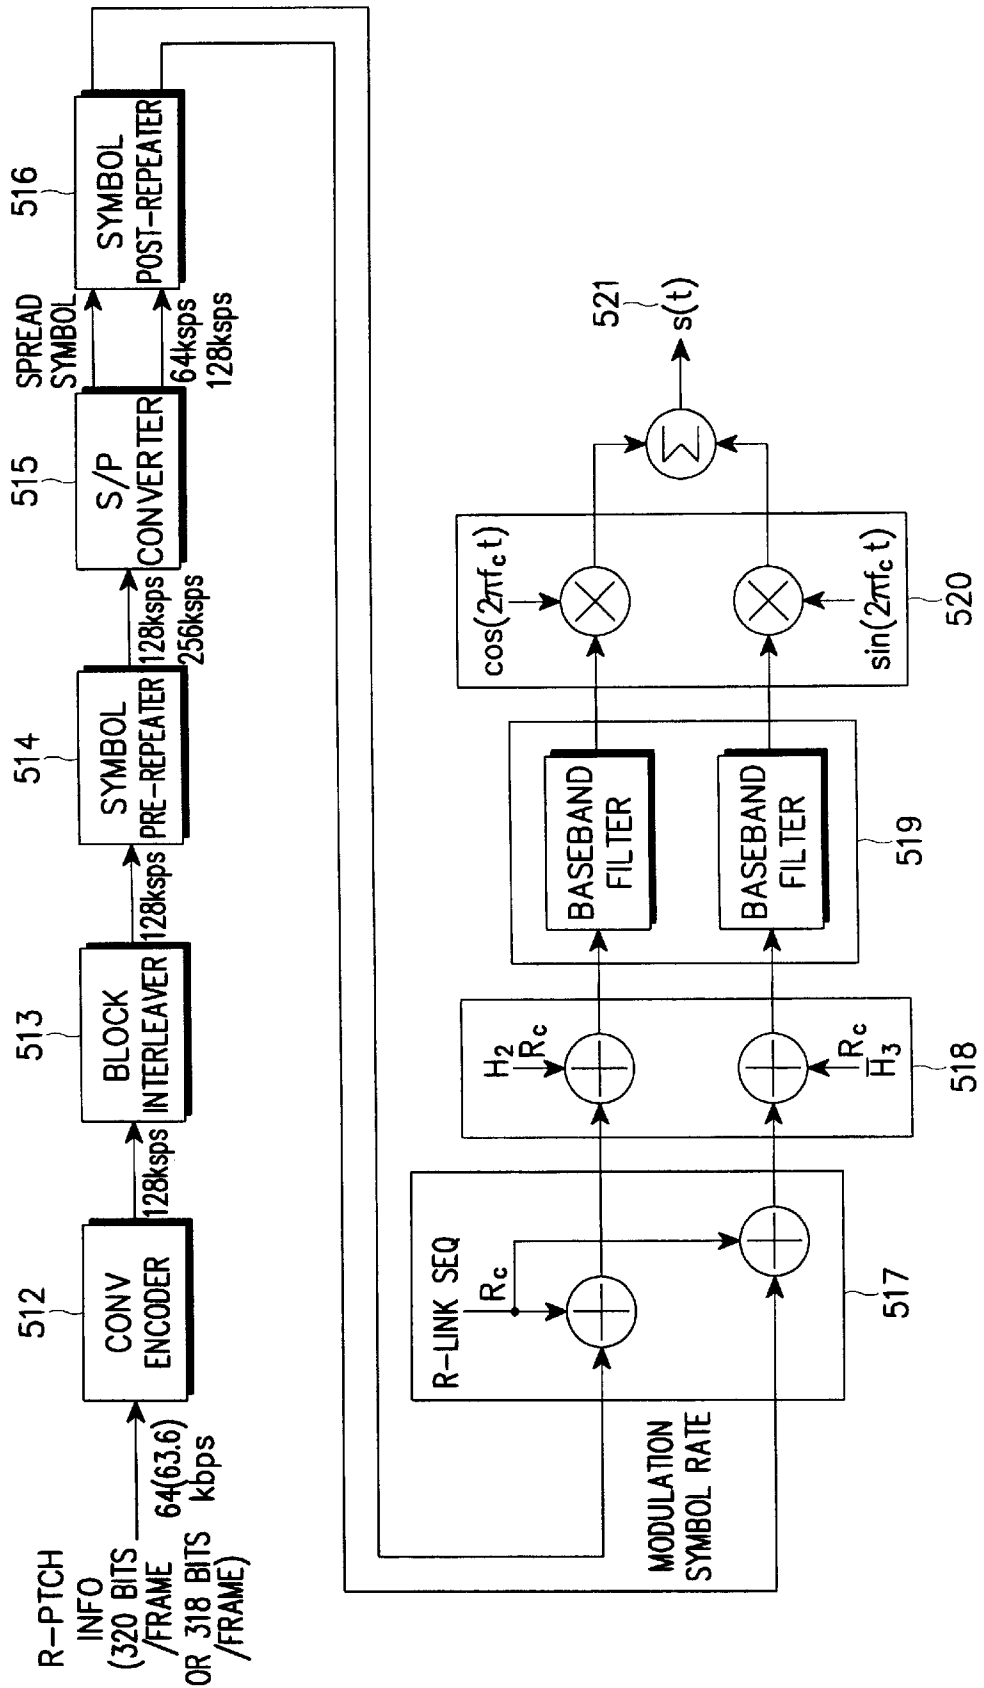 R-PTCH
INFO
(320 BITS
/FRAME
OR 318 BITS
/FRAME)
64(63.6)
kbps
512
CONV
ENCODER
128ksps
513
BLOCK
INTERLEAVER
128ksps
514
SYMBOL
PRE-REPEATER
128ksps
256ksps
515
S/P
CONVERTER
SPREAD
SYMBOL
64ksps
128ksps
516
SYMBOL
POST-REPEATER
MODULATION
SYMBOL RATE
R-LINK SEQ
Rc
517
H2
Rc
Rc
H3
518
BASEBAND
FILTER
BASEBAND
FILTER
519
cos(2πfct)
sin(2πfct)
520
Σ
521
s(t)